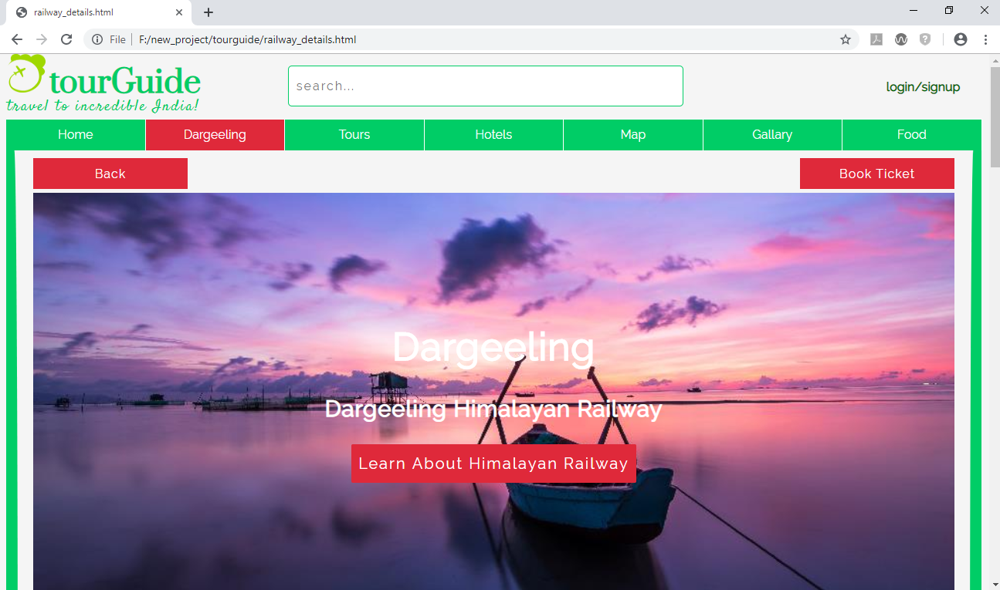 railway_details.html
File F:/new_project/tourguide/railway_details.html
tourGuide
travel to incredible India!
search...
login/signup
Home Dargeeling Tours Hotels Map Gallary Food
Back Book Ticket
Dargeeling
Dargeeling Himalayan Railway
Learn About Himalayan Railway